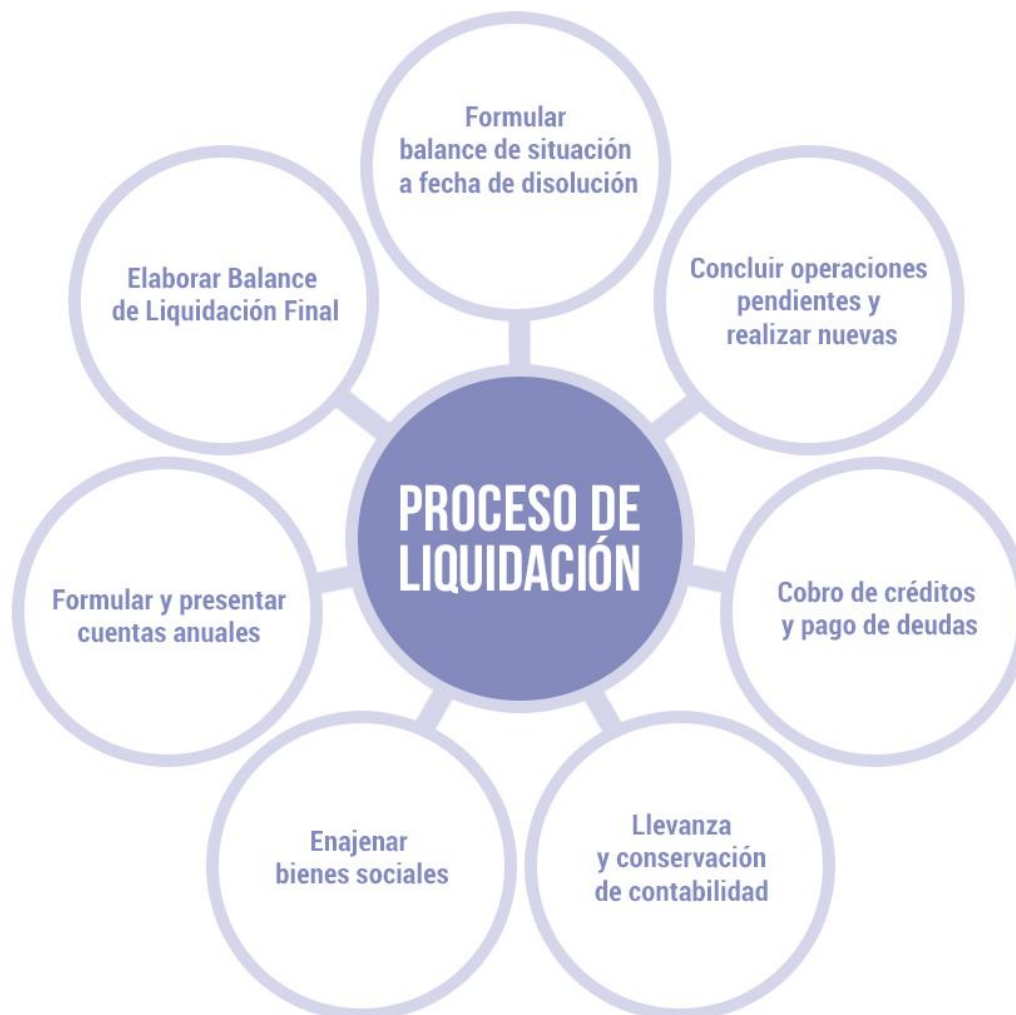 Formular
balance de situación
a fecha de disolución
Concluir operaciones
pendientes y
realizar nuevas
Cobro de créditos
y pago de deudas
Llevanza
y conservación
de contabilidad
Enajenar
bienes sociales
Formular y presentar
cuentas anuales
Elaborar Balance
de Liquidación Final
PROCESO DE
LIQUIDACIÓN